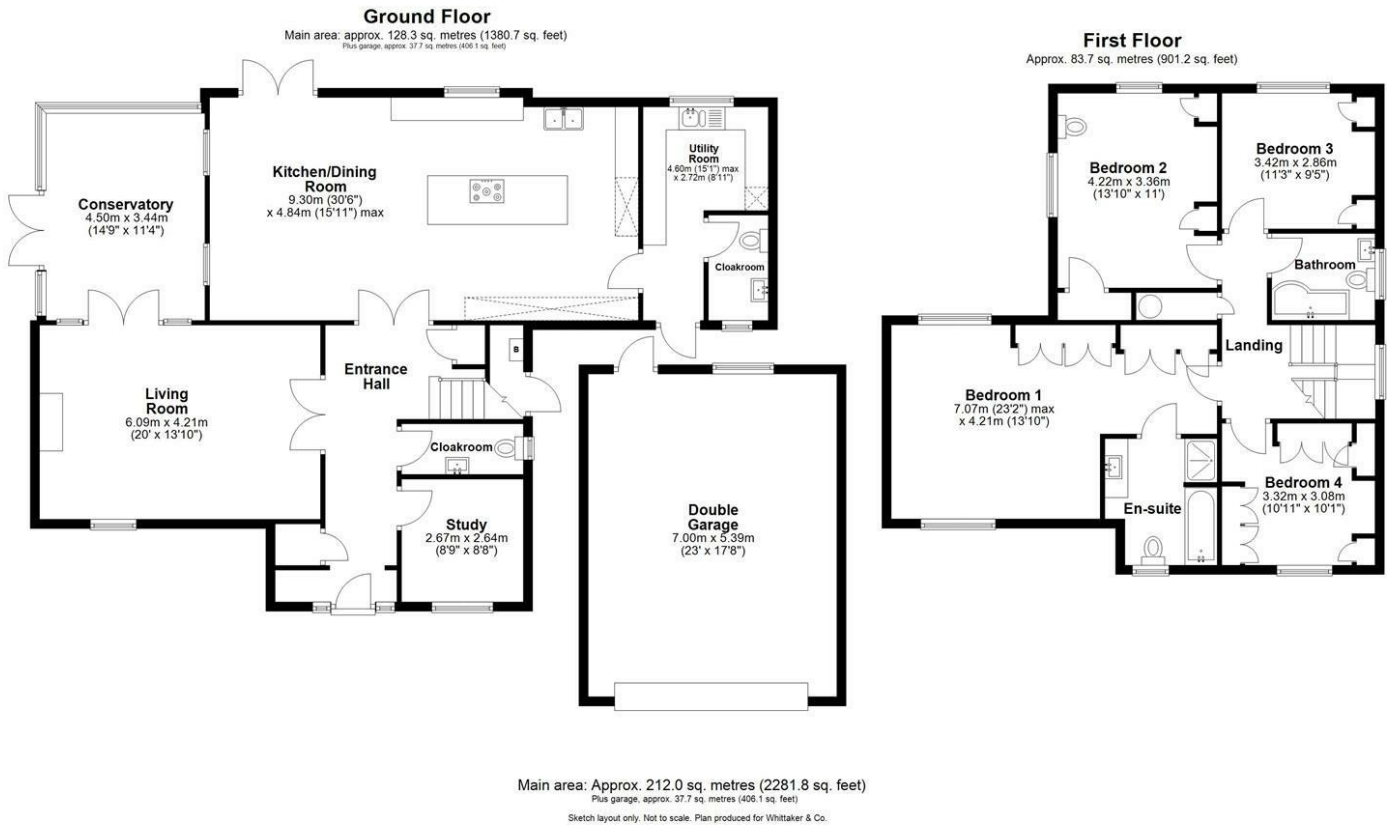 Ground Floor
Main area: approx. 128.3 sq. metres (1380.7 sq. feet)
Plus garage, approx. 37.7 sq. metres (406.1 sq. feet)
Conservatory
4.50m x 3.44m
(14'9" x 11'4")
Kitchen/Dining
Room
9.30m (30'6")
x 4.84m (15'11") max
Utility
Room
4.60m (15'1") max
x 2.72m (8'11")
Cloakroom
Living
Room
6.09m x 4.21m
(20' x 13'10")
Entrance
Hall
B
Cloakroom
Study
2.67m x 2.64m
(8'9" x 8'8")
Double
Garage
7.00m x 5.39m
(23' x 17'8")
First Floor
Approx. 83.7 sq. metres (901.2 sq. feet)
Bedroom 2
4.22m x 3.36m
(13'10" x 11')
Bedroom 3
3.42m x 2.86m
(11'3" x 9'5")
Bathroom
Landing
Bedroom 1
7.07m (23'2") max
x 4.21m (13'10")
En-suite
Bedroom 4
3.32m x 3.08m
(10'11" x 10'1")
Main area: Approx. 212.0 sq. metres (2281.8 sq. feet)
Plus garage, approx. 37.7 sq. metres (406.1 sq. feet)
Sketch layout only. Not to scale. Plan produced for Whittaker & Co.